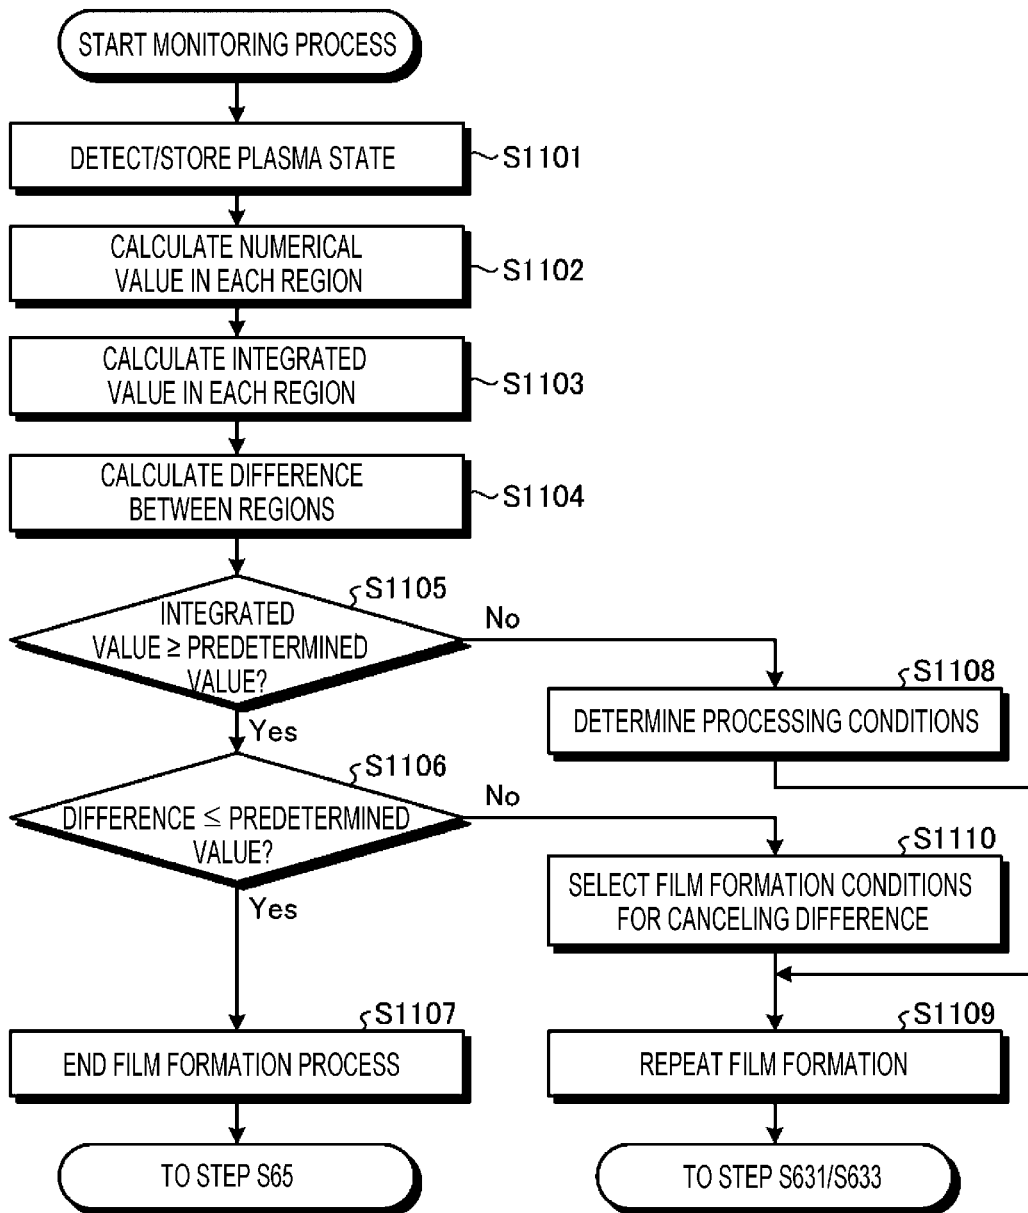 START MONITORING PROCESS
DETECT/STORE PLASMA STATE
S1101
CALCULATE NUMERICAL
VALUE IN EACH REGION
S1102
CALCULATE INTEGRATED
VALUE IN EACH REGION
S1103
CALCULATE DIFFERENCE
BETWEEN REGIONS
S1104
S1105
INTEGRATED
VALUE ≥ PREDETERMINED
VALUE?
No
Yes
S1108
DETERMINE PROCESSING CONDITIONS
S1106
DIFFERENCE ≦ PREDETERMINED
VALUE?
No
Yes
S1110
SELECT FILM FORMATION CONDITIONS
FOR CANCELING DIFFERENCE
S1107
END FILM FORMATION PROCESS
S1109
REPEAT FILM FORMATION
TO STEP S65
TO STEP S631/S633